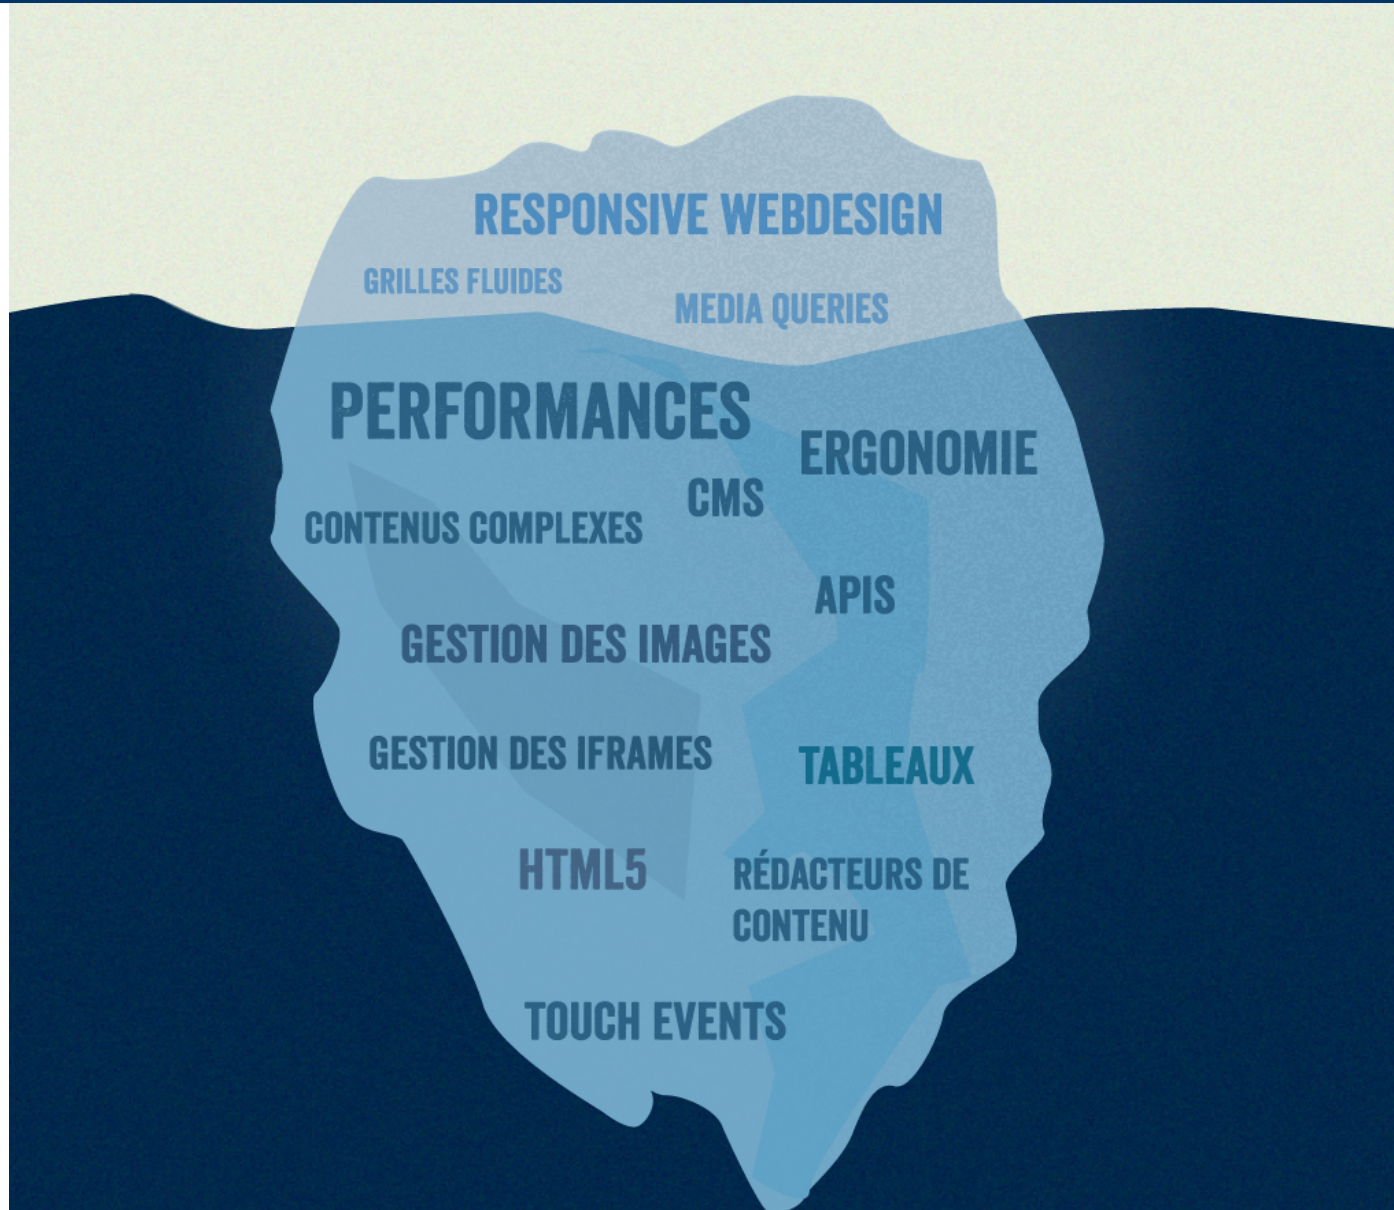 RESPONSIVE WEBDESIGN
GRILLES FLUIDES
MEDIA QUERIES
PERFORMANCES
ERGONOMIE
CMS
CONTENUS COMPLEXES
APIS
GESTION DES IMAGES
GESTION DES IFRAMES
TABLEAUX
HTML5
RÉDACTEURS DE
CONTENU
TOUCH EVENTS